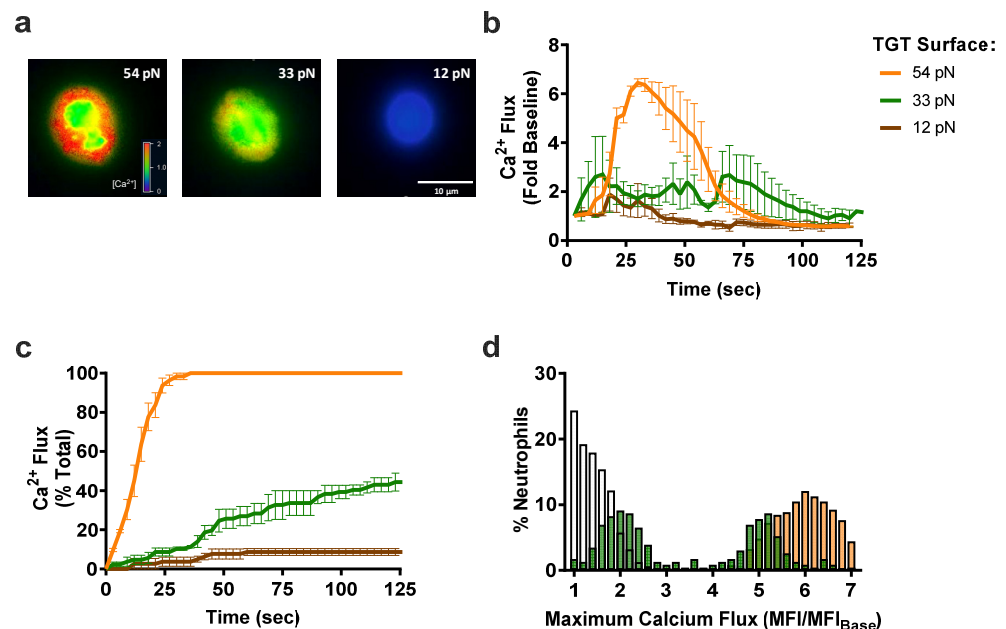 a
54 pN
33 pN
12 pN
2
1.0
0
[Ca²⁺]
10 µm
b
TGT Surface:
54 pN
33 pN
12 pN
Ca²⁺ Flux
(Fold Baseline)
8
6
4
2
0
0 25 50 75 100 125
Time (sec)
c
Ca²⁺ Flux
(% Total)
100
80
60
40
20
0
0 25 50 75 100 125
Time (sec)
d
% Neutrophils
30
20
10
0
1 2 3 4 5 6 7
Maximum Calcium Flux (MFI/MFI_Base)